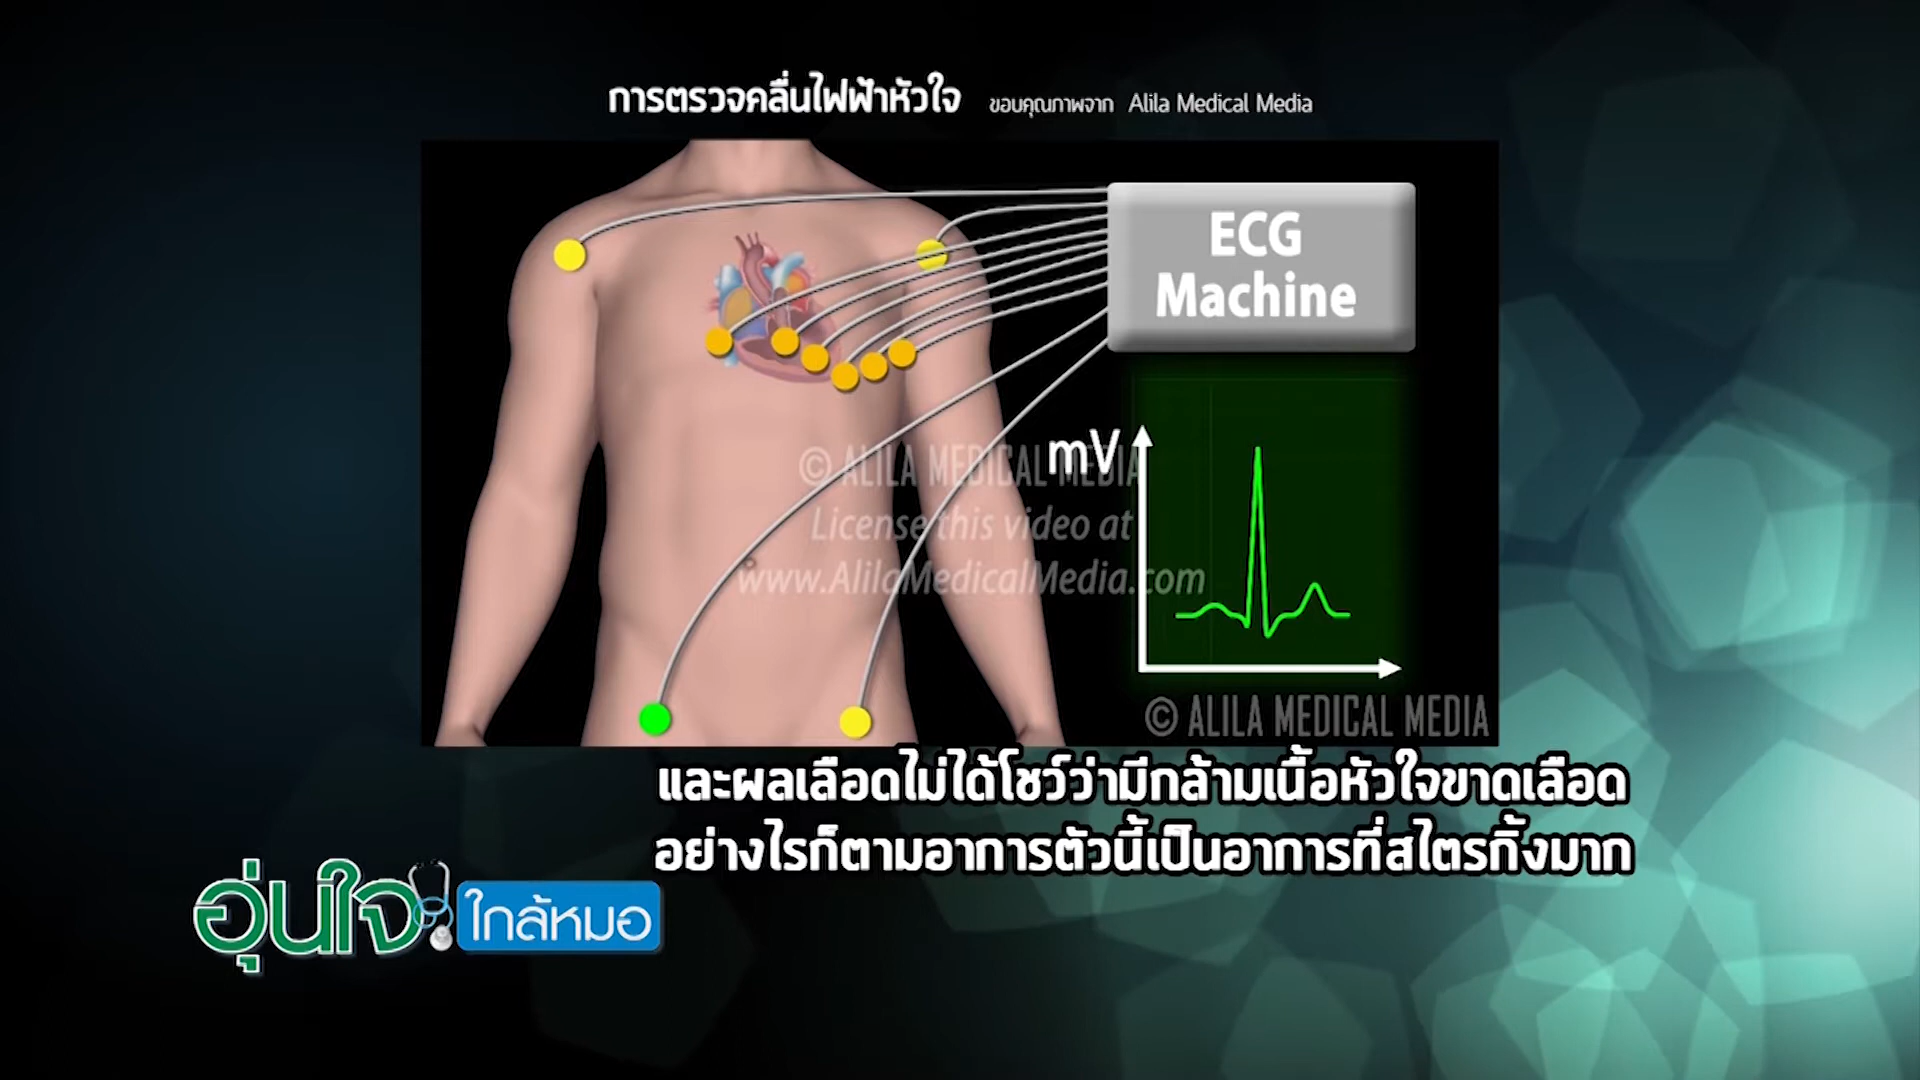 การตรวจคลื่นไฟฟ้าหัวใจ ขอบคุณภาพจาก Alila Medical Media
ECG
Machine
mV
© ALILA MEDICAL MEDIA
License this video at
www.AlilaMedicalMedia.com
© ALILA MEDICAL MEDIA
และผลเลือดไม่ได้โชว์ว่ามีกล้ามเนื้อหัวใจขาดเลือด
อย่างไรก็ตามอาการตัวนี้เป็นอาการที่สไตรกิ้งมาก
อุ่นใจ ใกล้หมอ